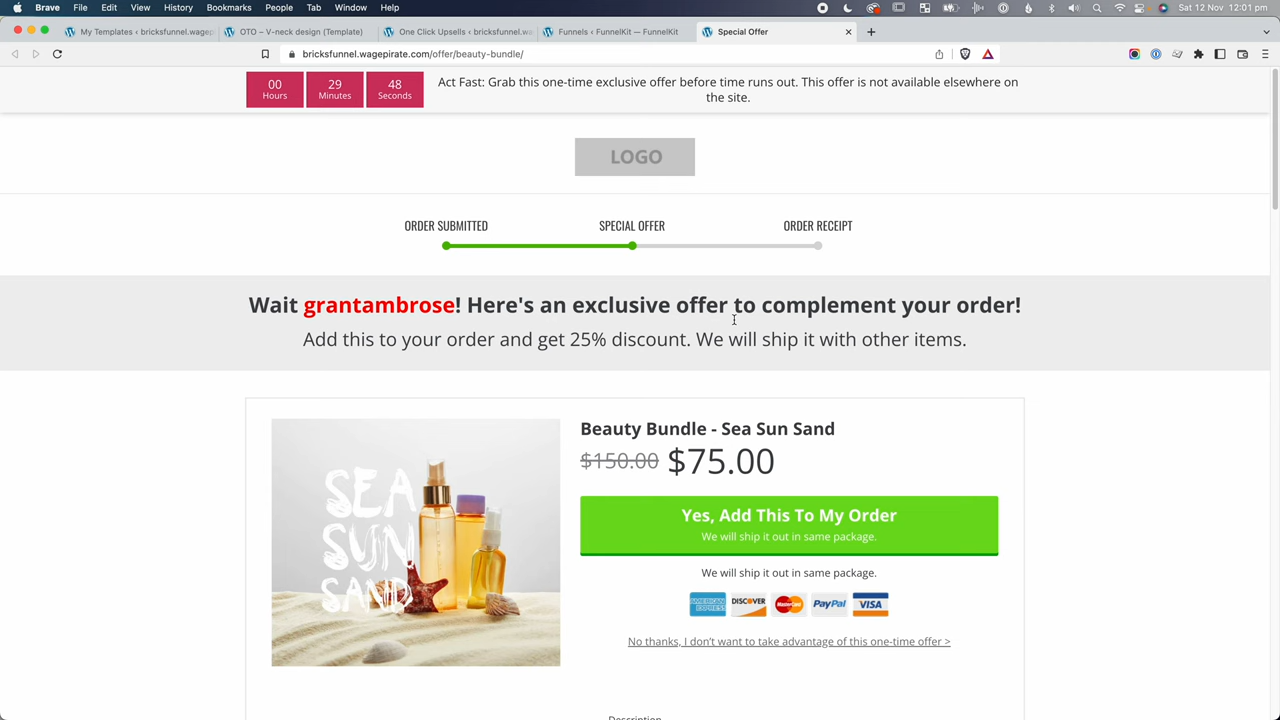 Brave File Edit View History Bookmarks People Tab Window Help
Sat 12 Nov 12:01 pm
My Templates ‹ bricksfunnel.wagep
OTO – V-neck design (Template)
One Click Upsells ‹ bricksfunnel.w
Funnels ‹ FunnelKit — FunnelKit
Special Offer
bricksfunnel.wagepirate.com/offer/beauty-bundle/
00 29 48
Hours Minutes Seconds
Act Fast: Grab this one-time exclusive offer before time runs out. This offer is not available elsewhere on
the site.
LOGO
ORDER SUBMITTED SPECIAL OFFER ORDER RECEIPT
Wait grantambrose! Here's an exclusive offer to complement your order!
Add this to your order and get 25% discount. We will ship it with other items.
SEA
SUN
SAND
Beauty Bundle - Sea Sun Sand
$150.00 $75.00
Yes, Add This To My Order
We will ship it out in same package.
We will ship it out in same package.
AMERICAN EXPRESS DISCOVER MasterCard PayPal VISA
No thanks, I don't want to take advantage of this one-time offer >
Description